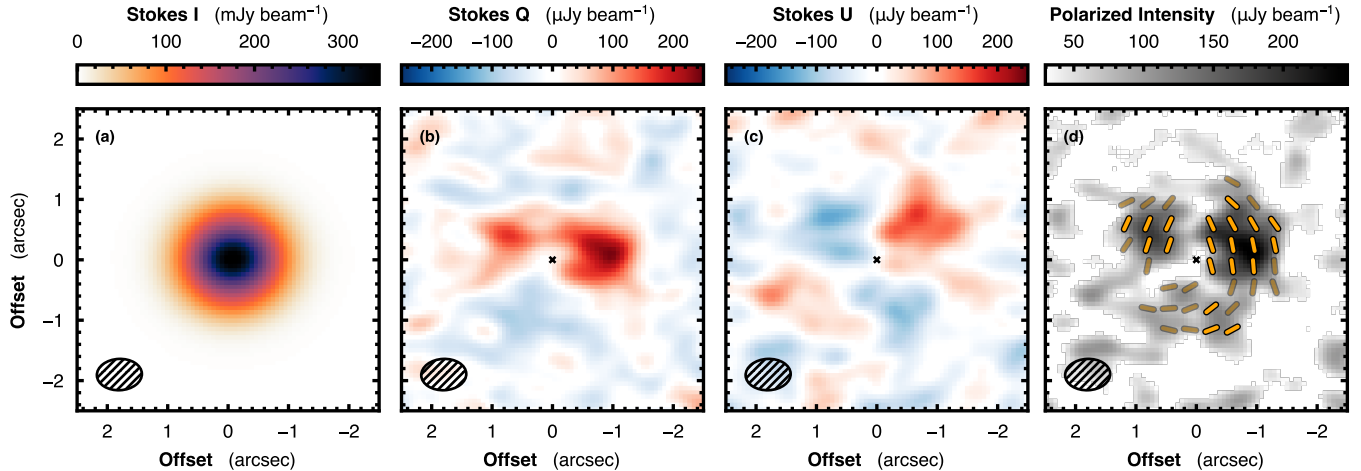 Stokes I (mJy beam⁻¹) Stokes Q (μJy beam⁻¹) Stokes U (μJy beam⁻¹) Polarized Intensity (μJy beam⁻¹)
0 100 200 300 −200 −100 0 100 200 −200 −100 0 100 200 50 100 150 200
(a) (b) (c) (d)
2
1
0
−1
−2
Offset (arcsec)
2 1 0 −1 −2 2 1 0 −1 −2 2 1 0 −1 −2 2 1 0 −1 −2
Offset (arcsec) Offset (arcsec) Offset (arcsec) Offset (arcsec)